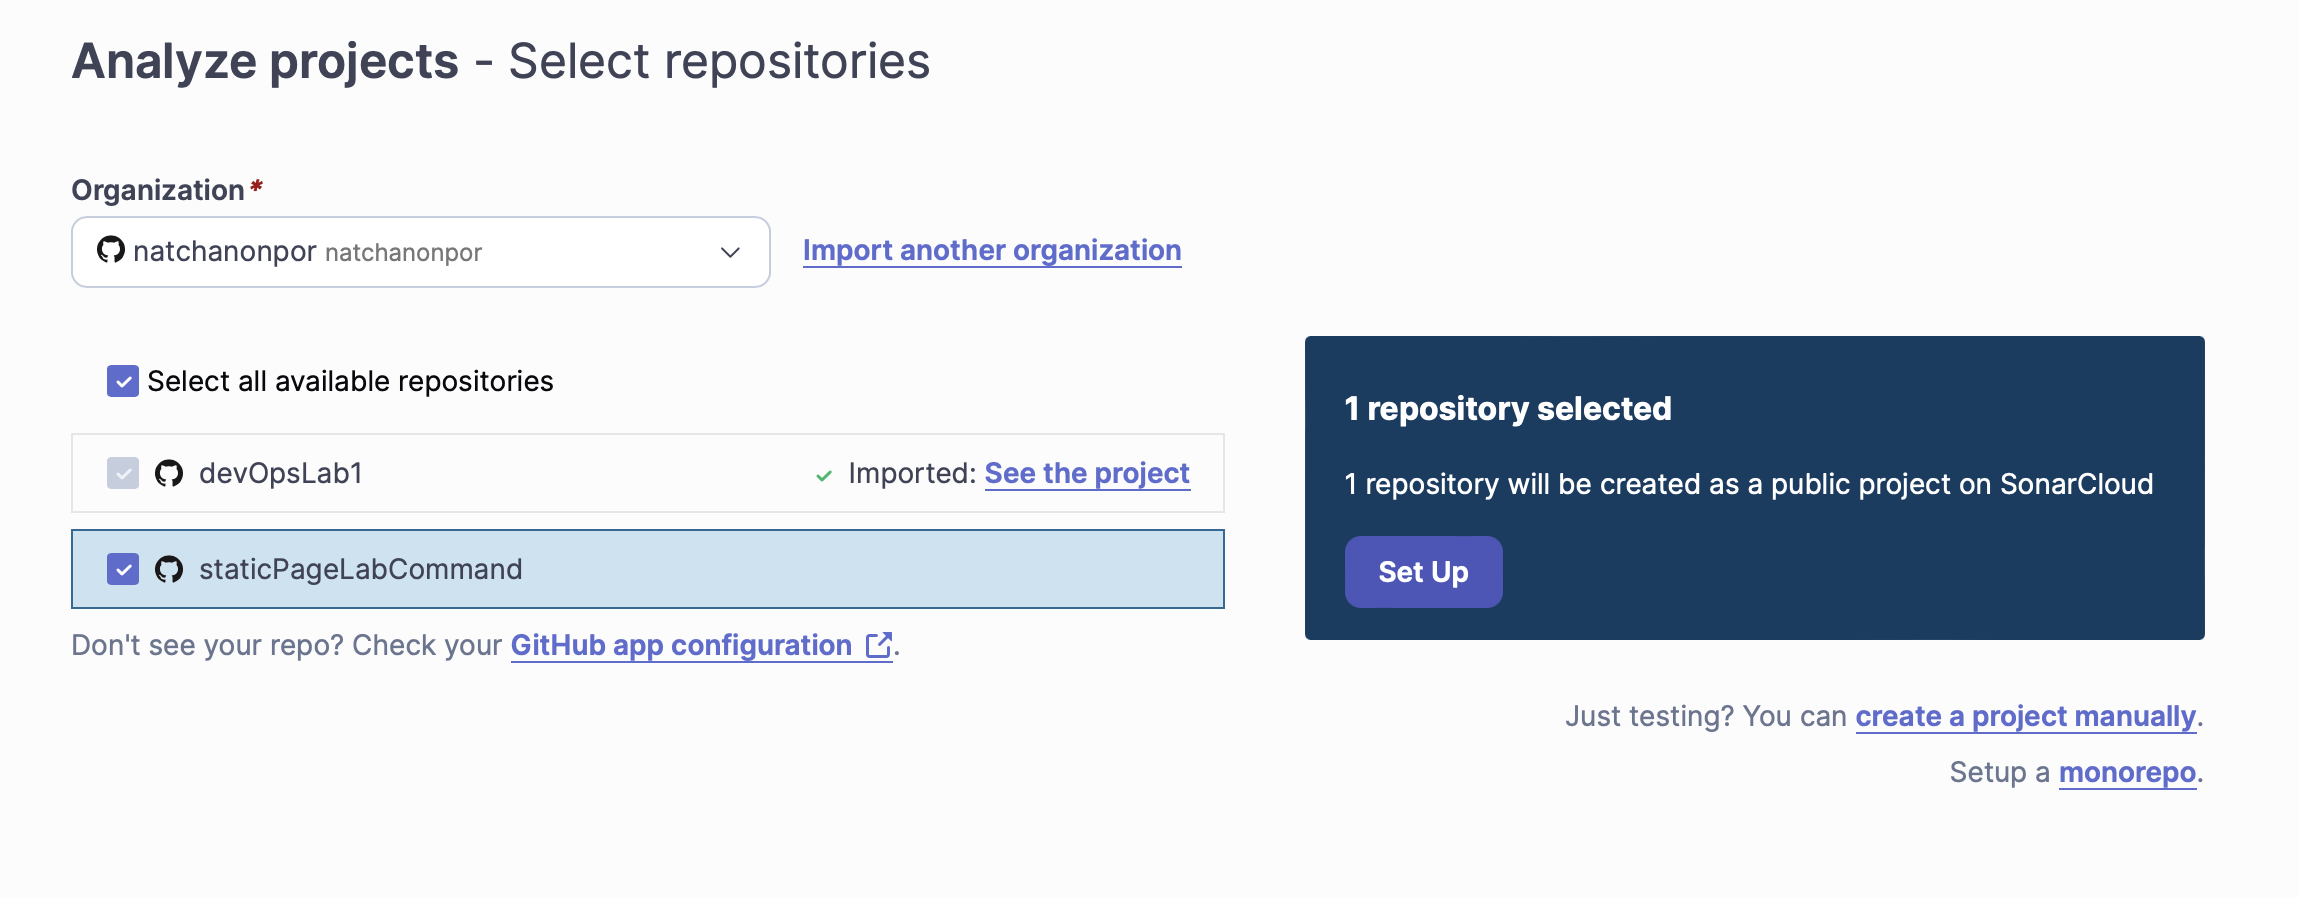 Analyze projects - Select repositories
Organization *
natchanonpor natchanonpor
Import another organization
Select all available repositories
devOpsLab1
Imported: See the project
staticPageLabCommand
Don't see your repo? Check your GitHub app configuration .
1 repository selected
1 repository will be created as a public project on SonarCloud
Set Up
Just testing? You can create a project manually.
Setup a monorepo.